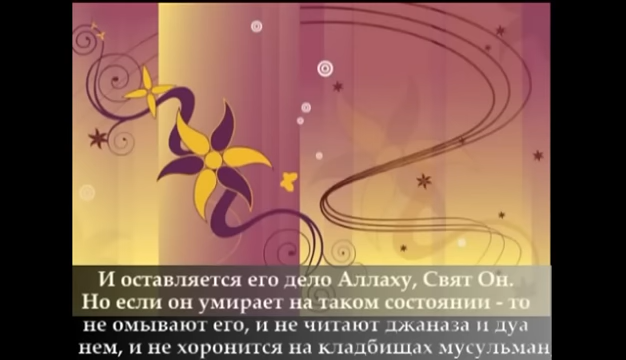 И оставляется его дело Аллаху, Свят Он.
Но если он умирает на таком состоянии - то
не омывают его, и не читают джаназа и дуа
нем, и не хоронится на кладбищах мусульман